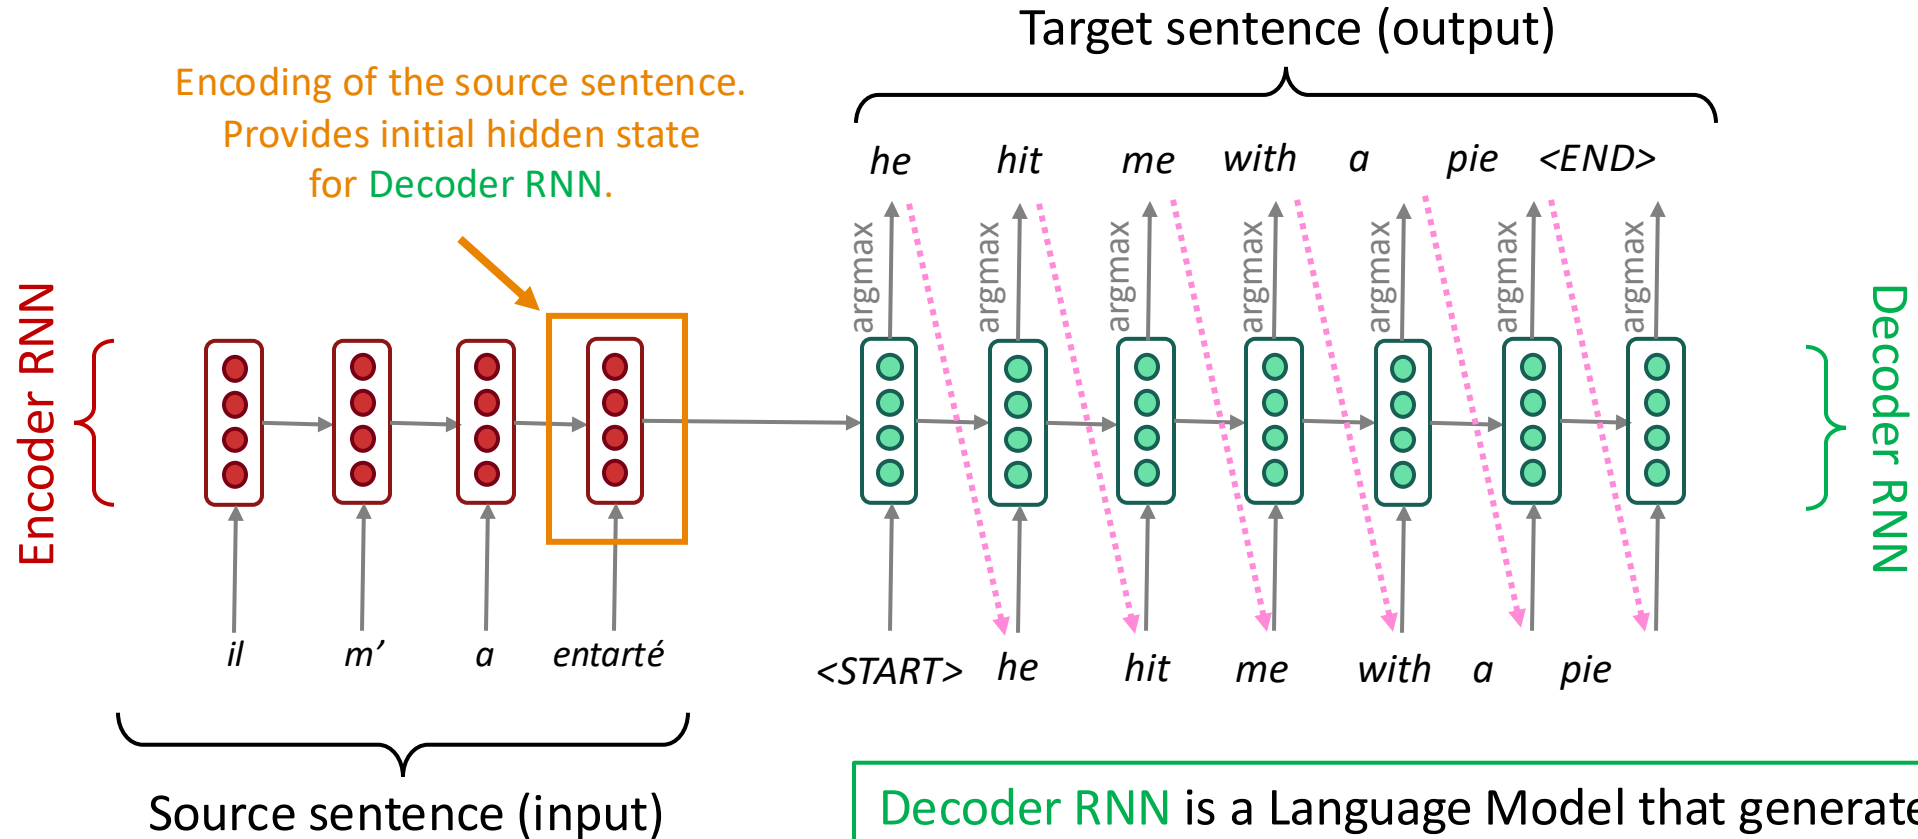 Target sentence (output)
Encoding of the source sentence.
Provides initial hidden state
for Decoder RNN.
he hit me with a pie <END>
argmax argmax argmax argmax argmax argmax argmax
Encoder RNN
Decoder RNN
il m’ a entarté
<START> he hit me with a pie
Source sentence (input)
Decoder RNN is a Language Model that generate